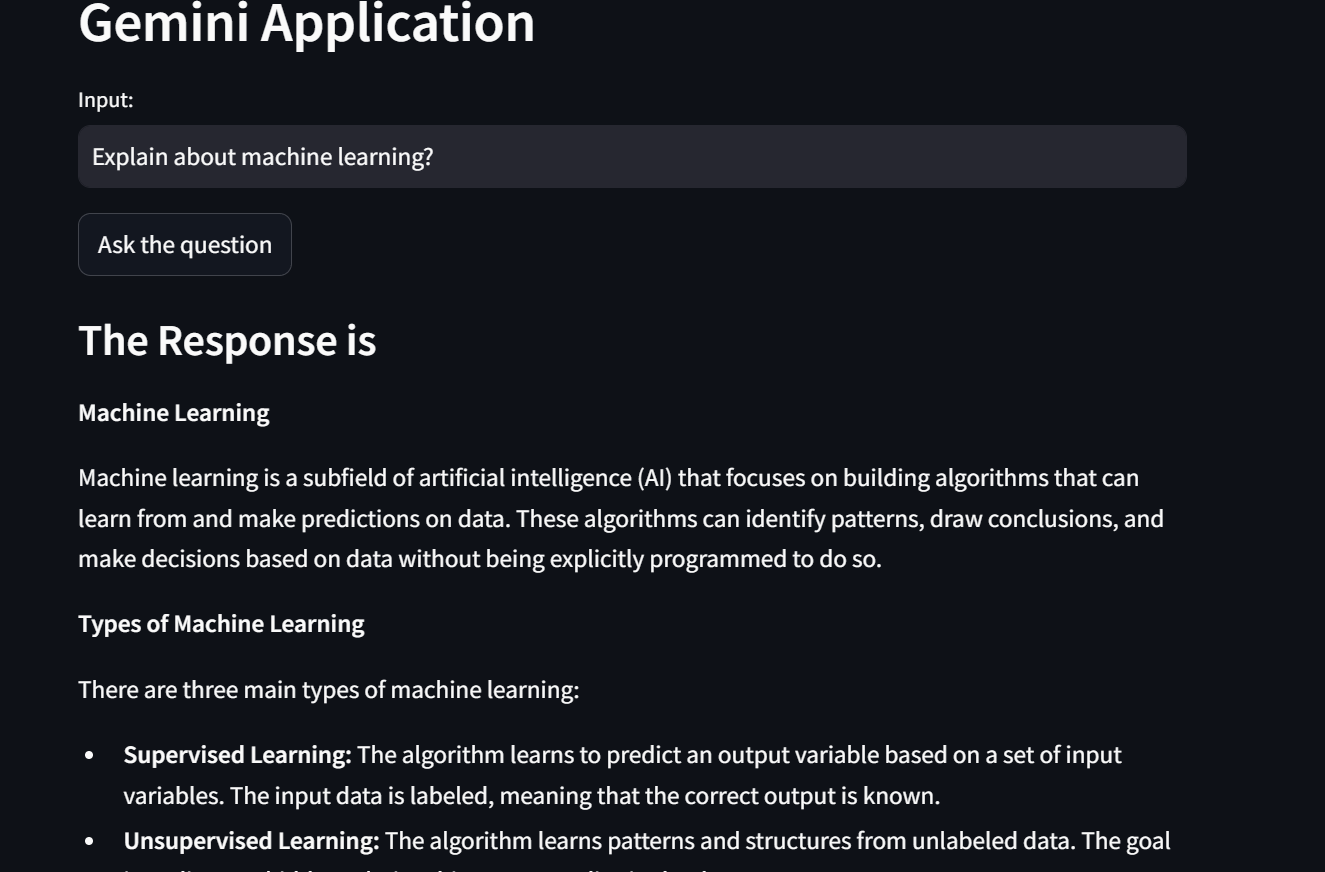 Gemini Application
Input:
Explain about machine learning?
Ask the question
The Response is
Machine Learning
Machine learning is a subfield of artificial intelligence (AI) that focuses on building algorithms that can
learn from and make predictions on data. These algorithms can identify patterns, draw conclusions, and
make decisions based on data without being explicitly programmed to do so.
Types of Machine Learning
There are three main types of machine learning:
• Supervised Learning: The algorithm learns to predict an output variable based on a set of input
variables. The input data is labeled, meaning that the correct output is known.
• Unsupervised Learning: The algorithm learns patterns and structures from unlabeled data. The goal